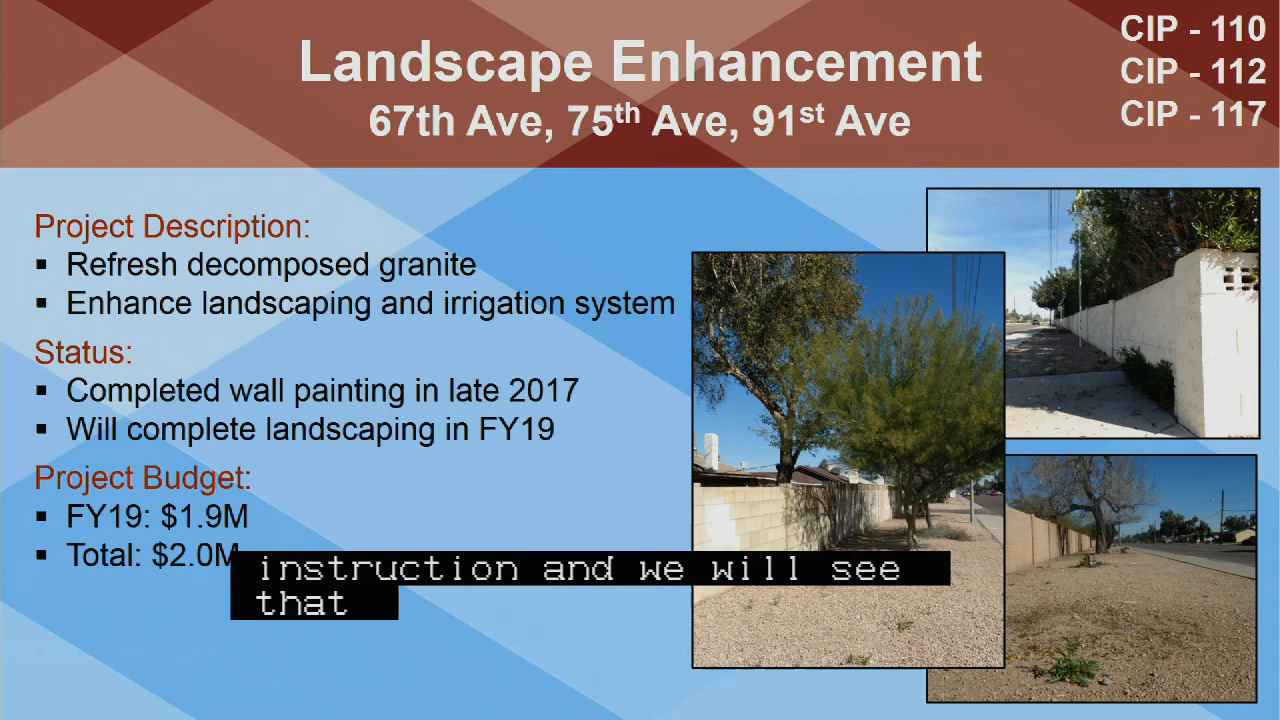 Landscape Enhancement
67th Ave, 75th Ave, 91st Ave
CIP - 110
CIP - 112
CIP - 117
Project Description:
▪ Refresh decomposed granite
▪ Enhance landscaping and irrigation system
Status:
▪ Completed wall painting in late 2017
▪ Will complete landscaping in FY19
Project Budget:
▪ FY19: $1.9M
▪ Total: $2.0M
instruction and we will see
that